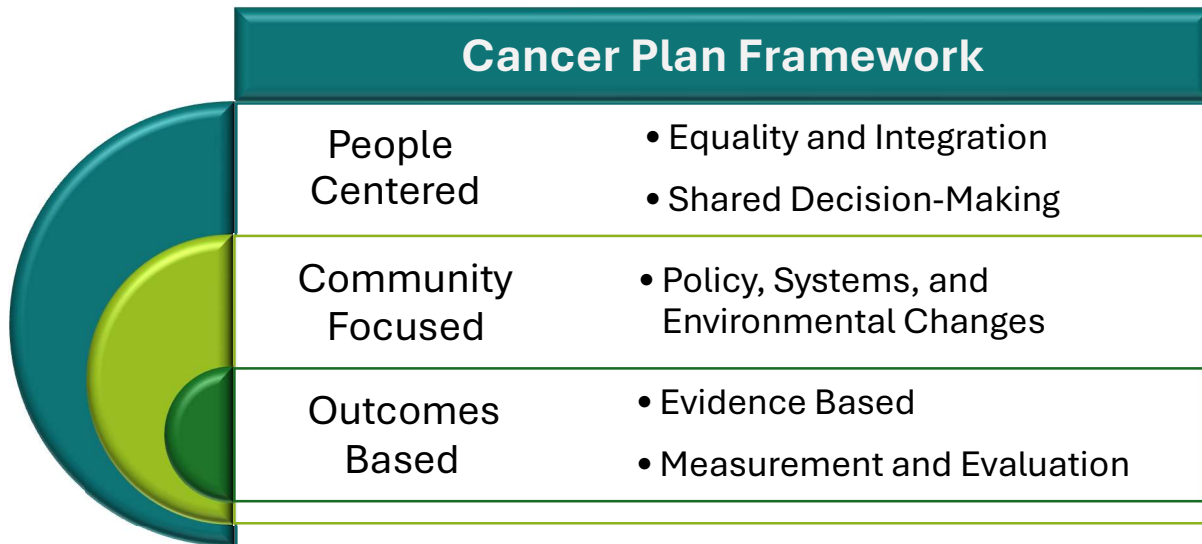 Cancer Plan Framework
People
Centered
• Equality and Integration
• Shared Decision-Making
Community
Focused
• Policy, Systems, and
Environmental Changes
Outcomes
Based
• Evidence Based
• Measurement and Evaluation